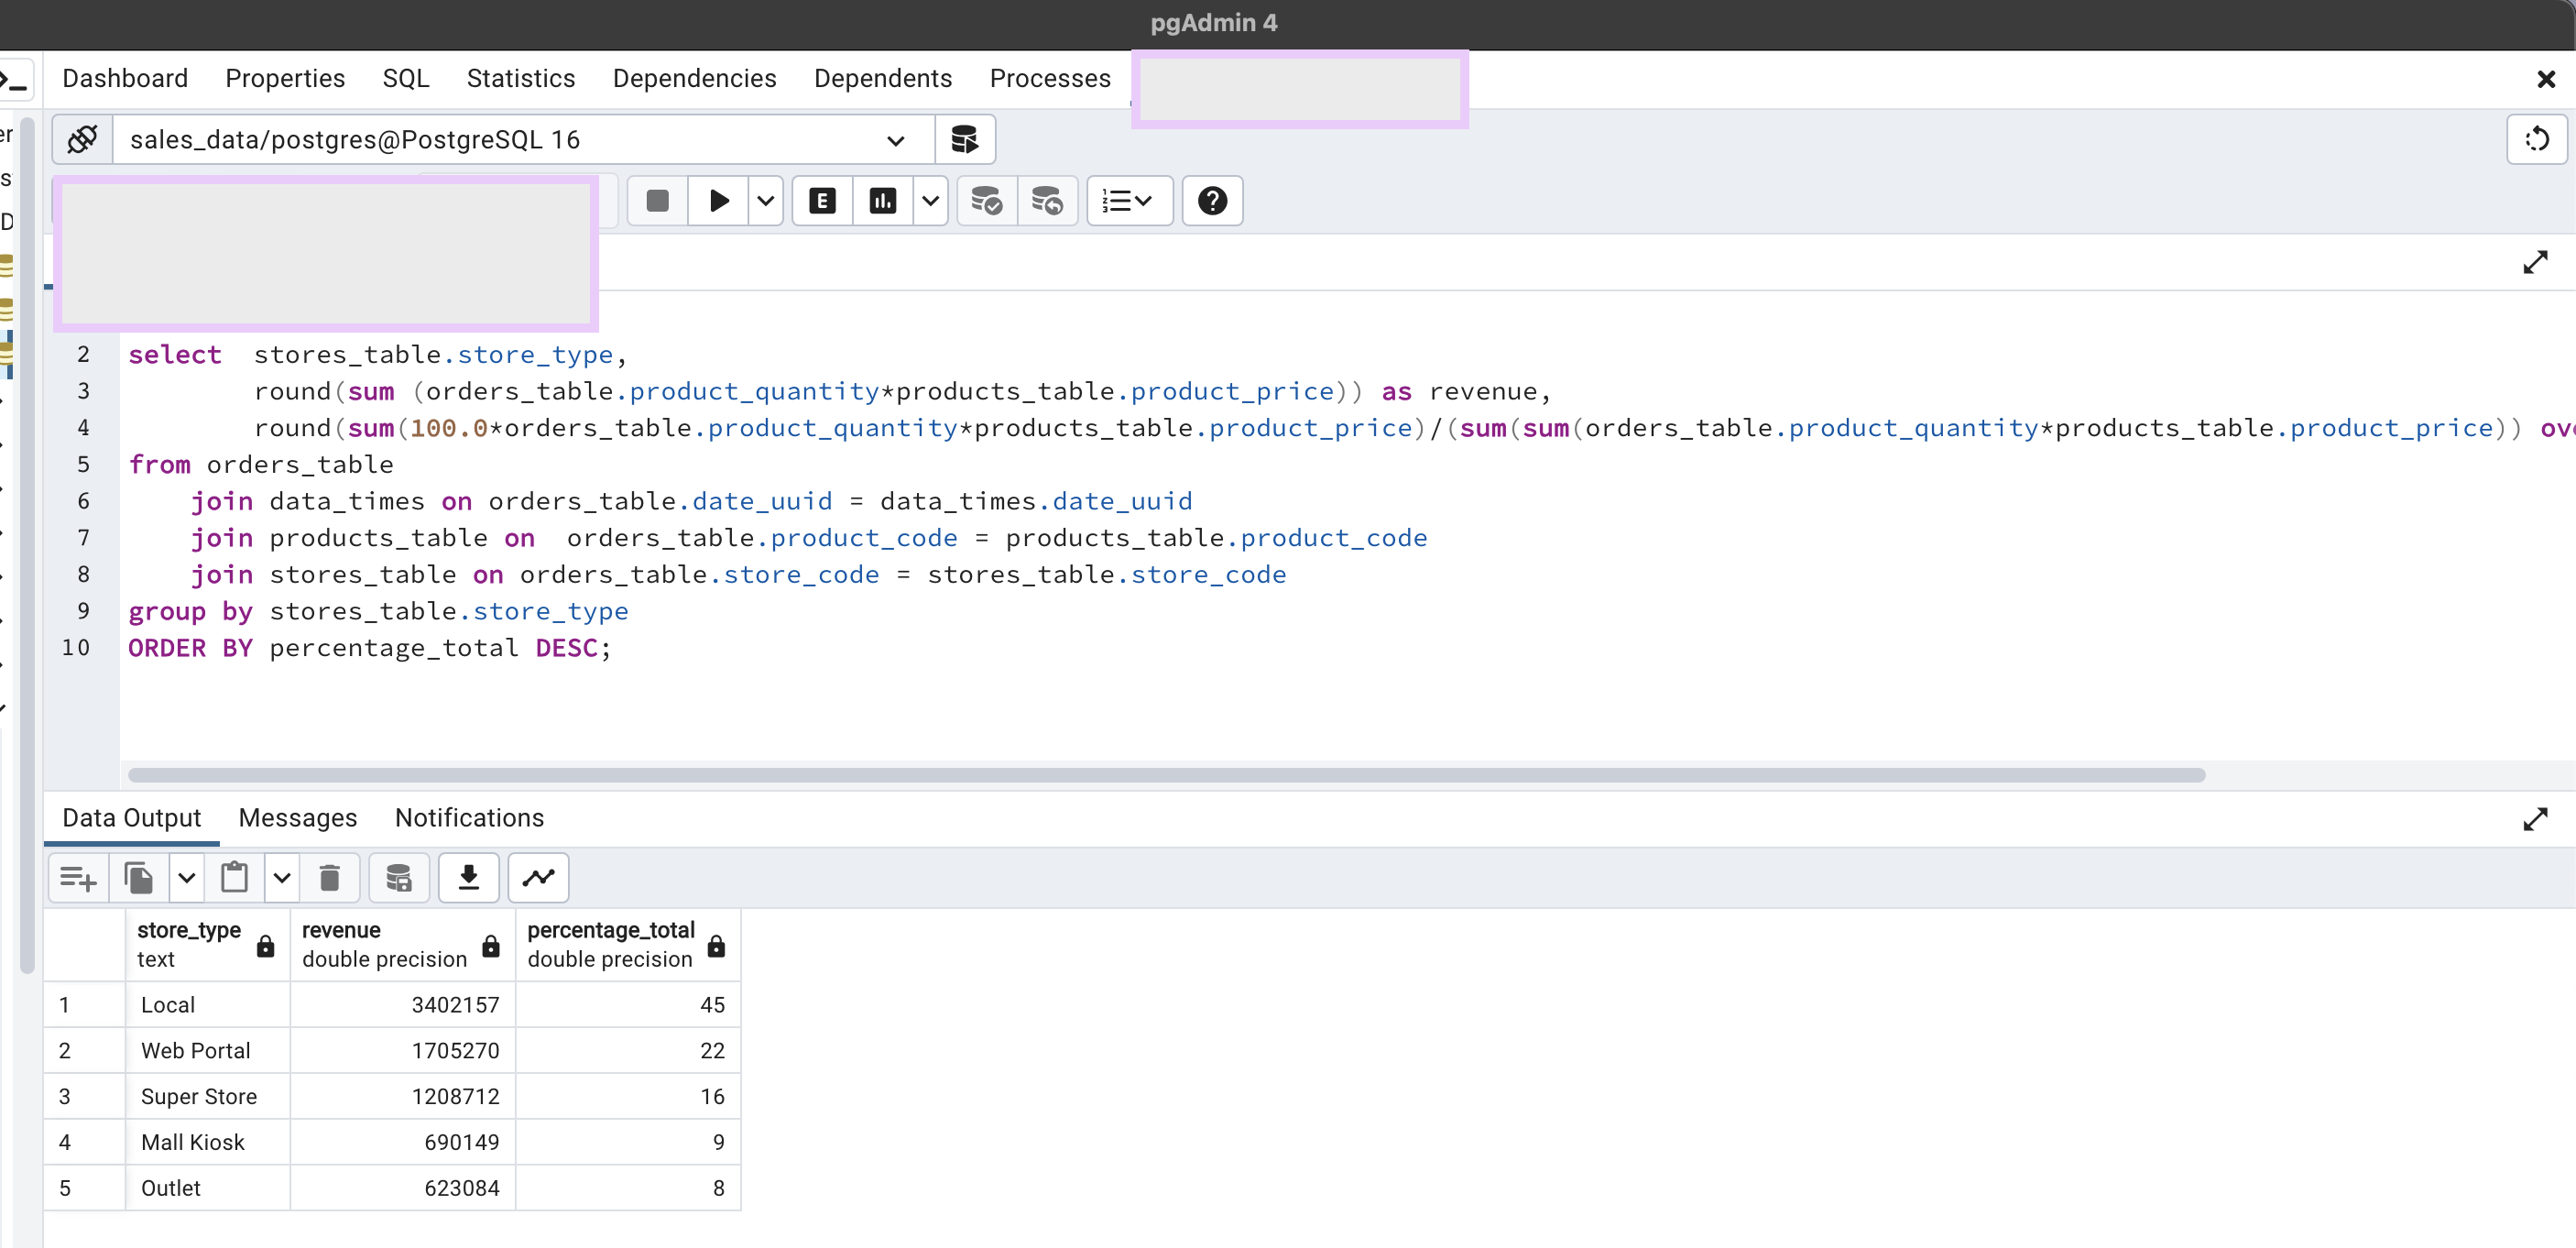 pgAdmin 4
Dashboard Properties SQL Statistics Dependencies Dependents Processes
sales_data/postgres@PostgreSQL 16
2 select  stores_table.store_type,
3 round(sum (orders_table.product_quantity*products_table.product_price)) as revenue,
4 round(sum(100.0*orders_table.product_quantity*products_table.product_price)/(sum(sum(orders_table.product_quantity*products_table.product_price))
5 from orders_table
6 join data_times on orders_table.date_uuid = data_times.date_uuid
7 join products_table on  orders_table.product_code = products_table.product_code
8 join stores_table on orders_table.store_code = stores_table.store_code
9 group by stores_table.store_type
10 ORDER BY percentage_total DESC;
Data Output Messages Notifications
store_type revenue percentage_total
text double precision double precision
1 Local 3402157 45
2 Web Portal 1705270 22
3 Super Store 1208712 16
4 Mall Kiosk 690149 9
5 Outlet 623084 8